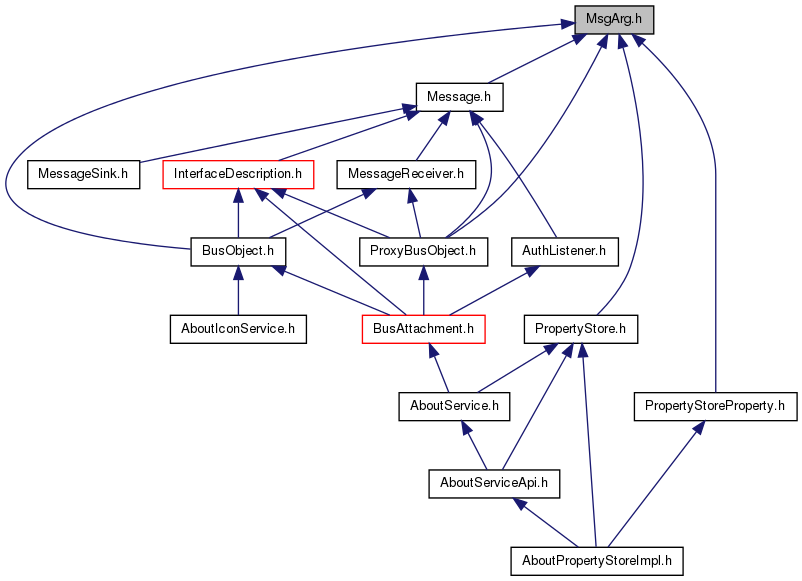 MsgArg.h
Message.h
MessageSink.h
InterfaceDescription.h
MessageReceiver.h
BusObject.h
ProxyBusObject.h
AuthListener.h
AboutIconService.h
BusAttachment.h
PropertyStore.h
AboutService.h
PropertyStoreProperty.h
AboutServiceApi.h
AboutPropertyStoreImpl.h